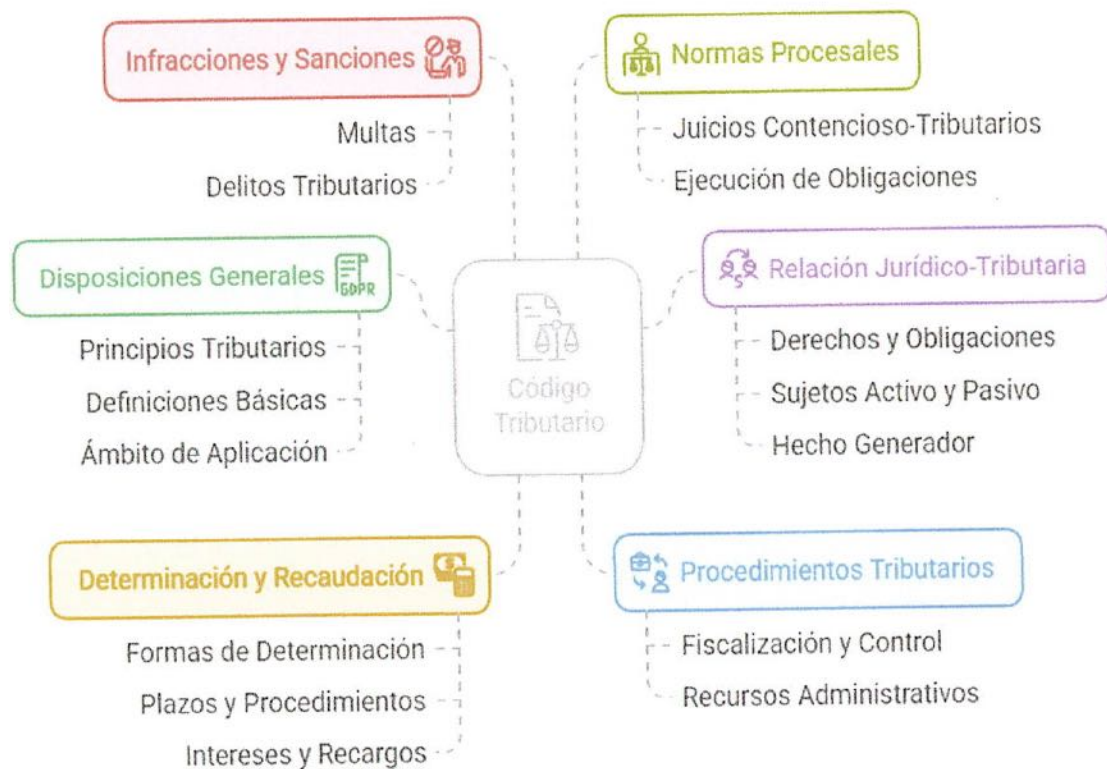 Infracciones y Sanciones
Multas
Delitos Tributarios
Normas Procesales
Juicios Contencioso-Tributarios
Ejecución de Obligaciones
Disposiciones Generales
GDPR
Principios Tributarios
Definiciones Básicas
Ámbito de Aplicación
Código
Tributario
Relación Jurídico-Tributaria
Derechos y Obligaciones
Sujetos Activo y Pasivo
Hecho Generador
Determinación y Recaudación
Formas de Determinación
Plazos y Procedimientos
Intereses y Recargos
Procedimientos Tributarios
Fiscalización y Control
Recursos Administrativos